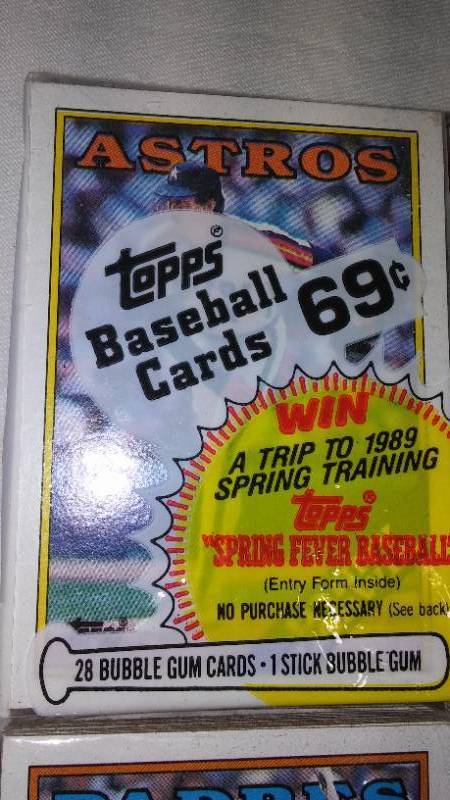 ASTROS
Topps®
Baseball
Cards
69¢
WIN
A TRIP TO 1989
SPRING TRAINING
Topps®
"SPRING FEVER BASEBALL
(Entry Form Inside)
NO PURCHASE NECESSARY (See back)
28 BUBBLE GUM CARDS • 1 STICK BUBBLE GUM
PADRES